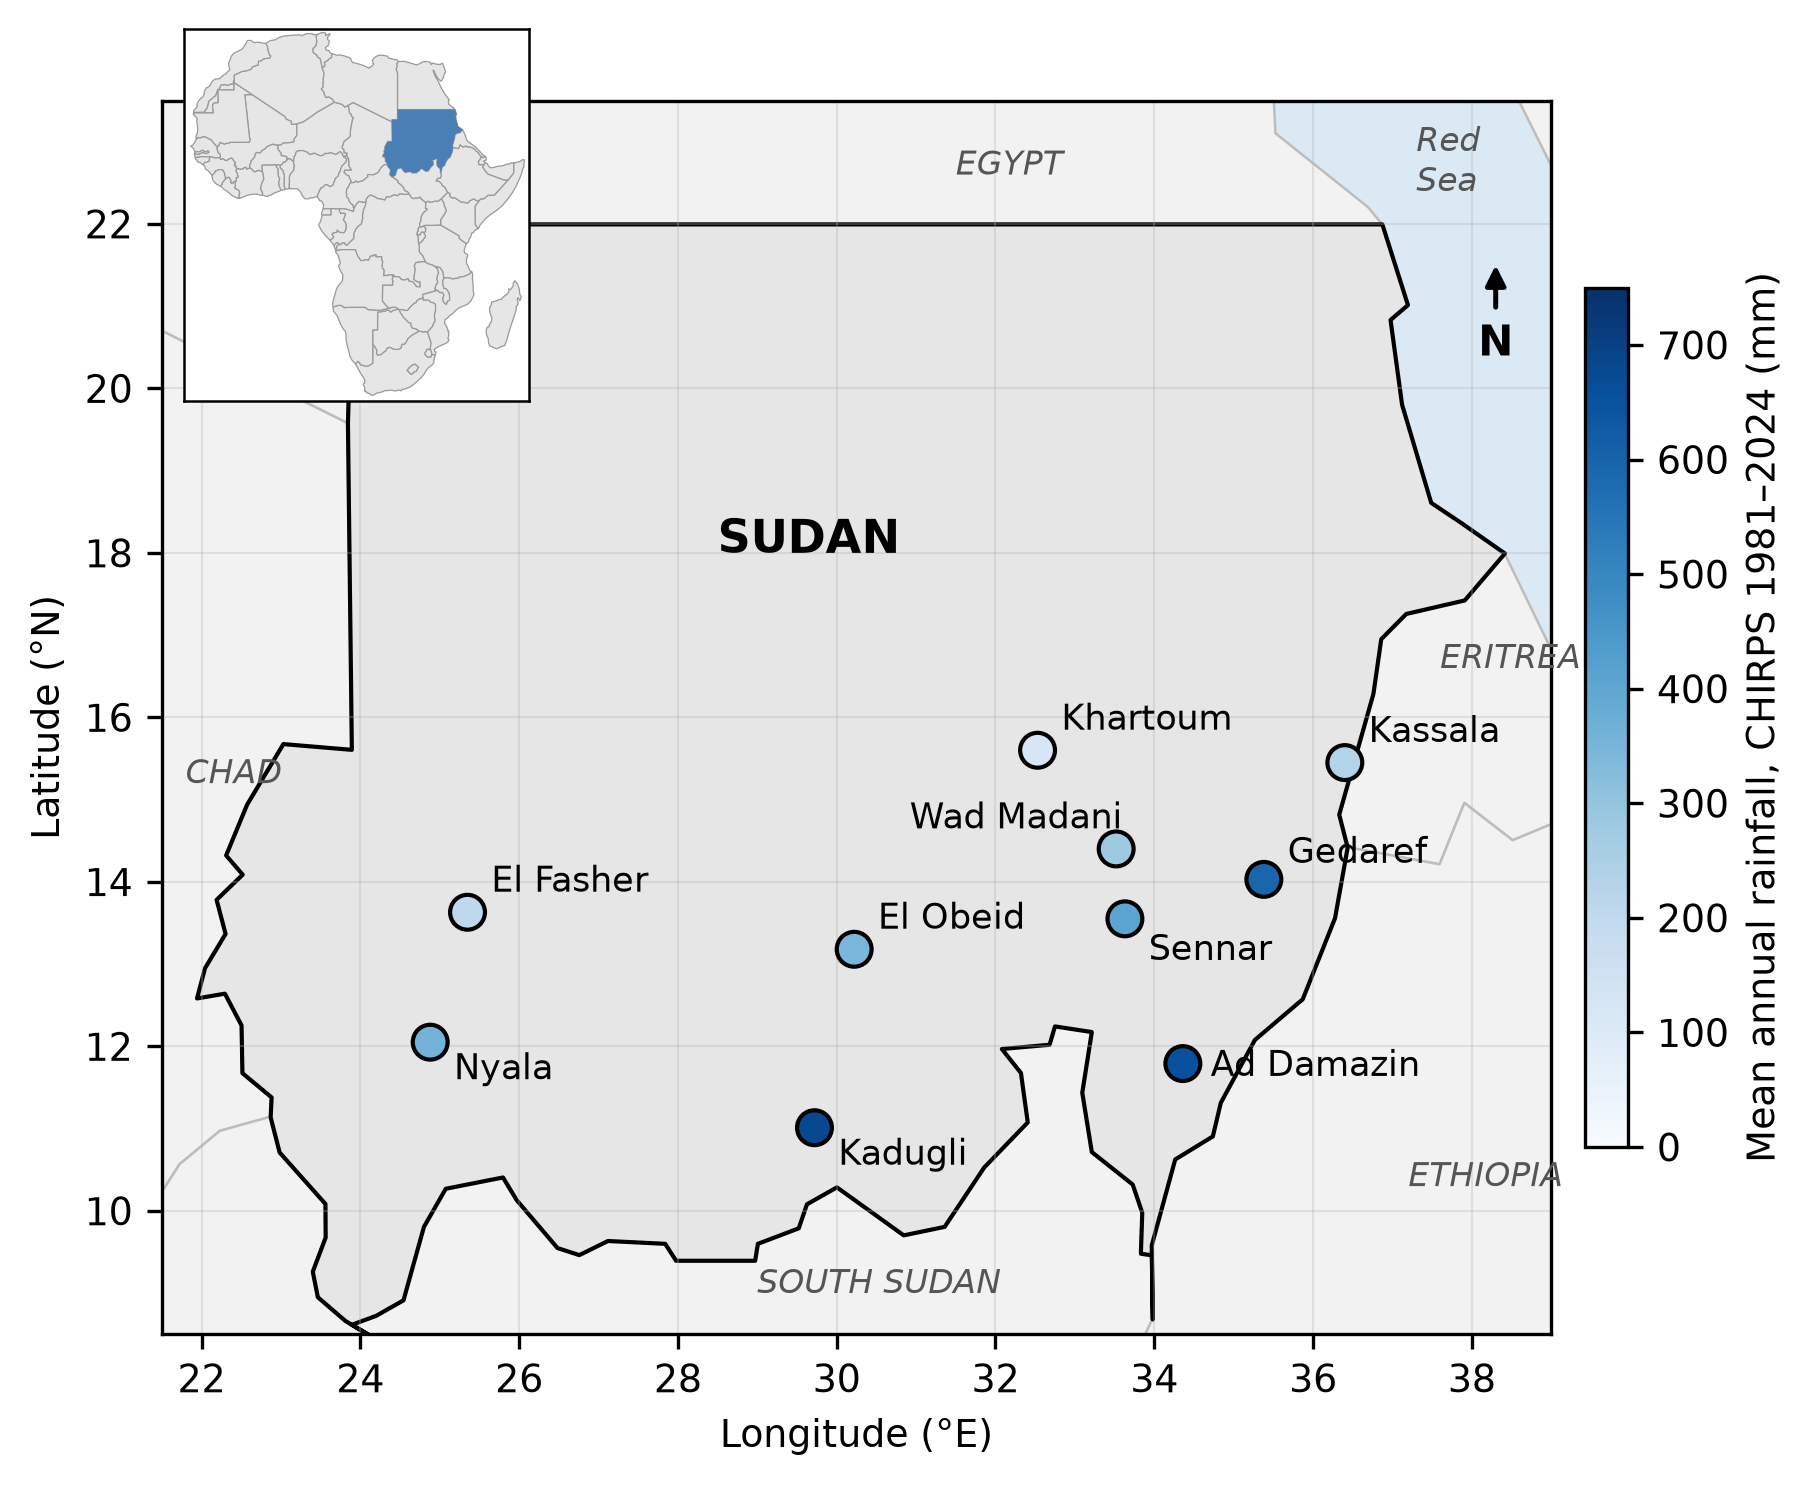 EGYPT
Red
Sea
N
SUDAN
ERITREA
Khartoum
Kassala
CHAD
Wad Madani
Gedaref
El Fasher
El Obeid
Sennar
Nyala
Ad Damazin
Kadugli
ETHIOPIA
SOUTH SUDAN
22
20
18
16
14
12
10
Latitude (°N)
22 24 26 28 30 32 34 36 38
Longitude (°E)
700
600
500
400
300
200
100
0
Mean annual rainfall, CHIRPS 1981–2024 (mm)